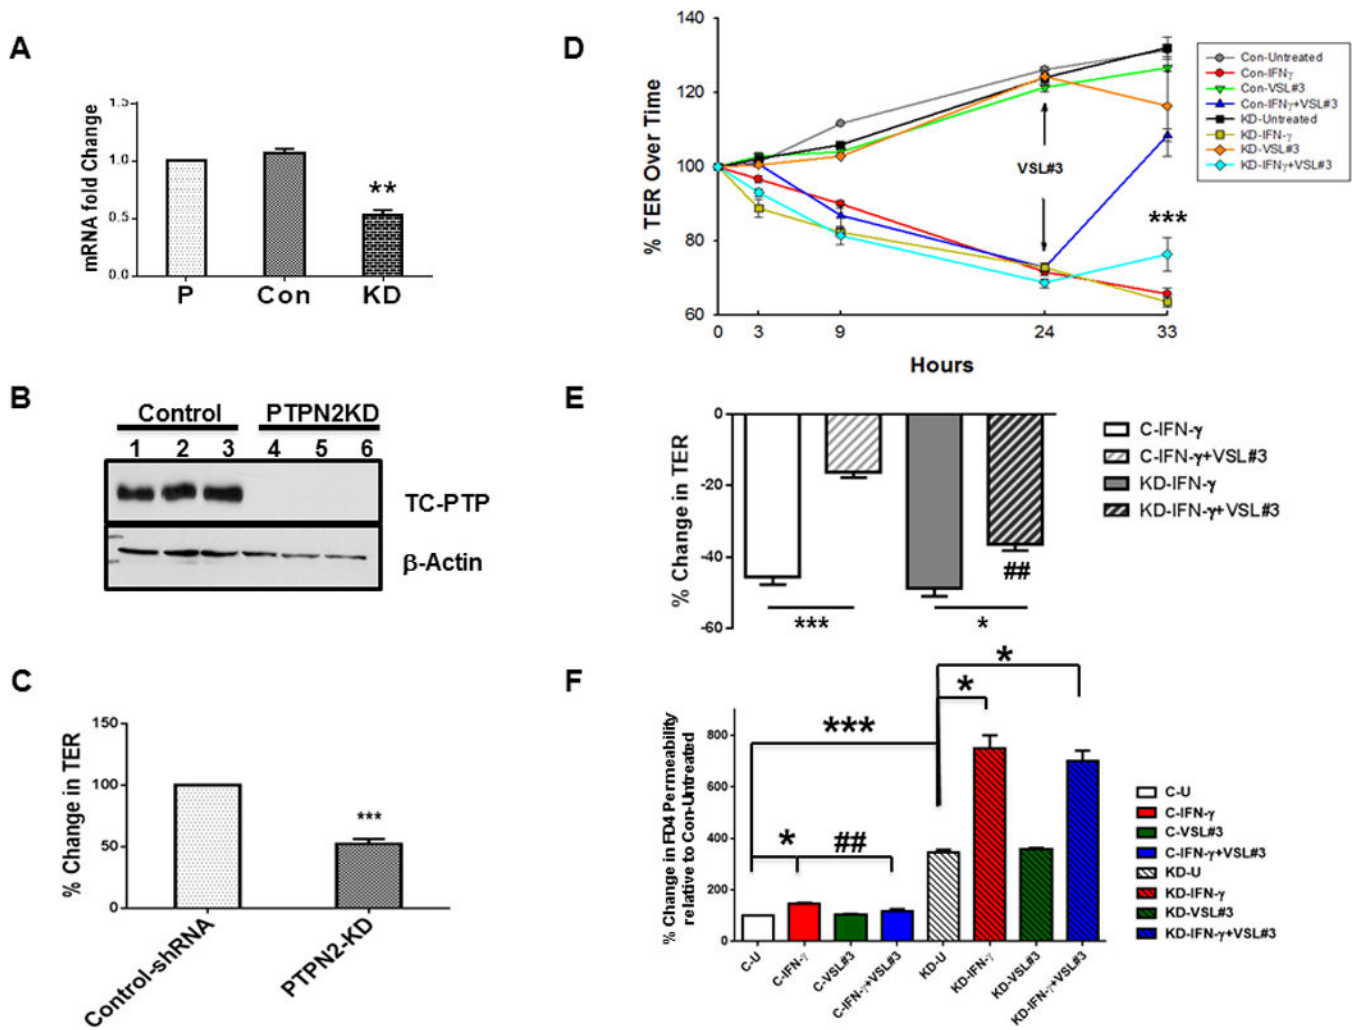 A
mRNA fold Change
1.5
1.0
0.5
0.0
**
P Con KD
B
Control PTPN2KD
1 2 3 4 5 6
TC-PTP
β-Actin
C
% Change in TER
150
100
50
0
***
Control-shRNA
PTPN2-KD
D
% TER Over Time
140
120
100
80
60
0 3 9 24 33
Hours
VSL#3
***
Con-Untreated
Con-IFNγ
Con-VSL#3
Con-IFNγ+VSL#3
KD-Untreated
KD-IFN-γ
KD-VSL#3
KD-IFNγ+VSL#3
E
% Change in TER
0
-20
-40
-60
***
##
*
C-IFN-γ
C-IFN-γ+VSL#3
KD-IFN-γ
KD-IFN-γ+VSL#3
F
% Change in FD4 Permeability
relative to Con-Untreated
800
600
400
200
0
*
##
***
*
*
C-U
C-IFN-γ
C-VSL#3
C-IFN-γ+VSL#3
KD-U
KD-IFN-γ
KD-VSL#3
KD-IFN-γ+VSL#3
C-U
C-IFN-γ
C-VSL#3
C-IFN-γ+VSL#3
KD-U
KD-IFN-γ
KD-VSL#3
KD-IFN-γ+VSL#3